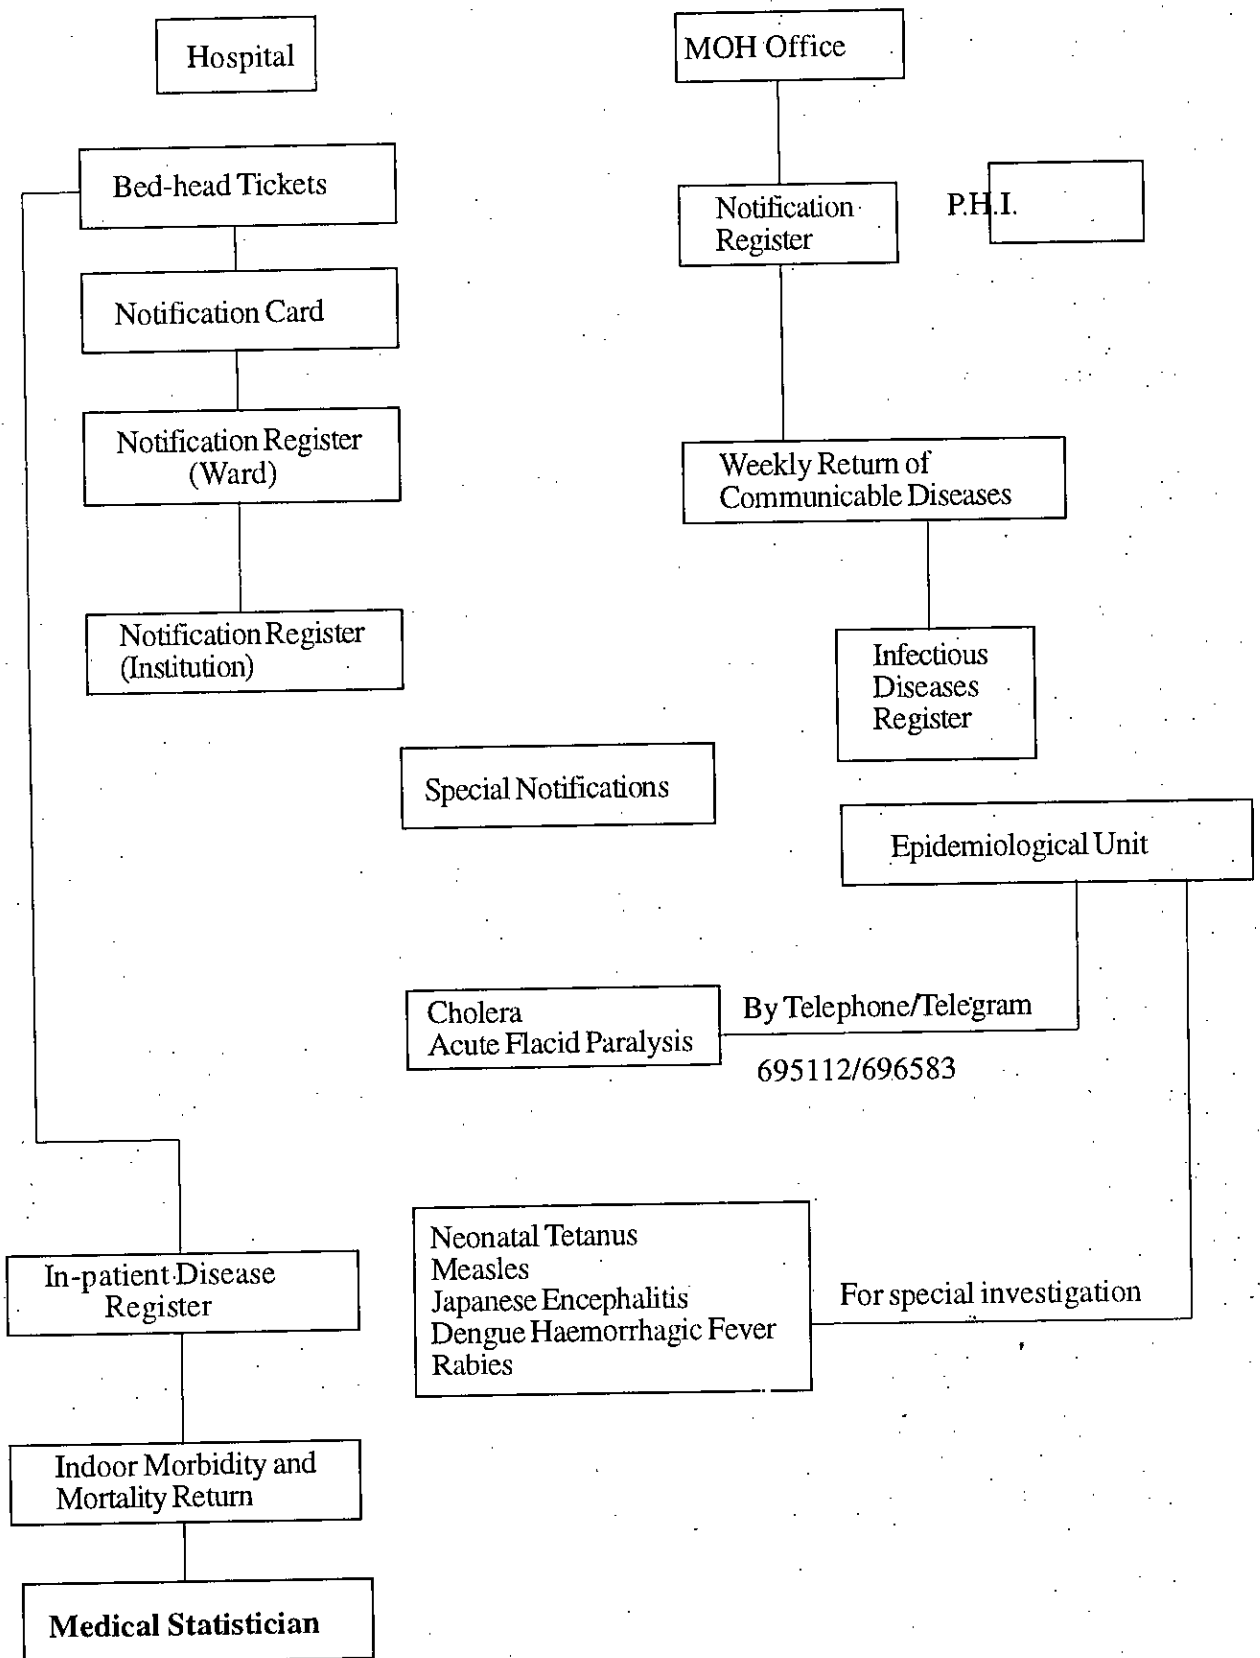 Hospital
MOH Office
Bed-head Tickets
Notification
Register
P.H.I.
Notification Card
Notification Register
(Ward)
Weekly Return of
Communicable Diseases
Notification Register
(Institution)
Infectious
Diseases
Register
Special Notifications
Epidemiological Unit
Cholera
Acute Flacid Paralysis
By Telephone/Telegram
695112/696583
Neonatal Tetanus
Measles
Japanese Encephalitis
Dengue Haemorrhagic Fever
Rabies
For special investigation
In-patient Disease
Register
Indoor Morbidity and
Mortality Return
Medical Statistician